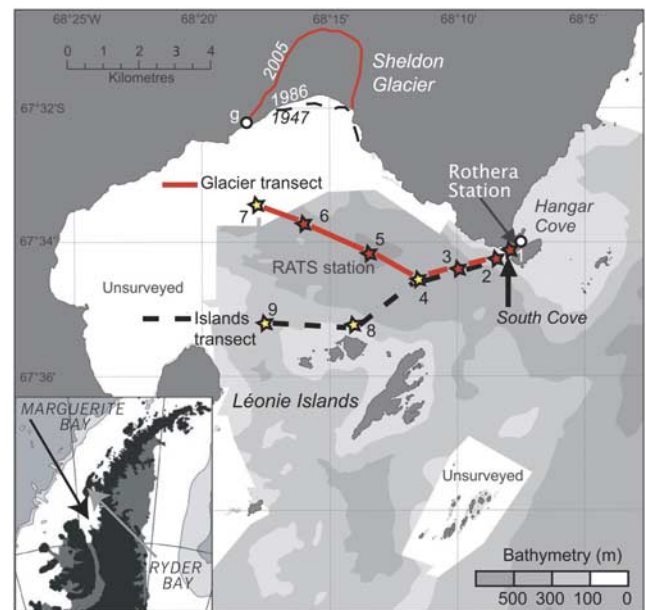 68°25'W
68°20'
68°15'
68°10'
68°5'
0 1 2 3 4
Kilometres
2005
Sheldon
Glacier
67°32'S
g
1986
1947
Rothera
Station
Glacier transect
Hangar
Cove
7
6
67°34'
5
3
2
1
RATS station
4
Unsurveyed
South Cove
9
8
Islands
transect
67°36'
Léonie Islands
MARGUERITE
BAY
Unsurveyed
RYDER
BAY
Bathymetry (m)
500 300 100 0